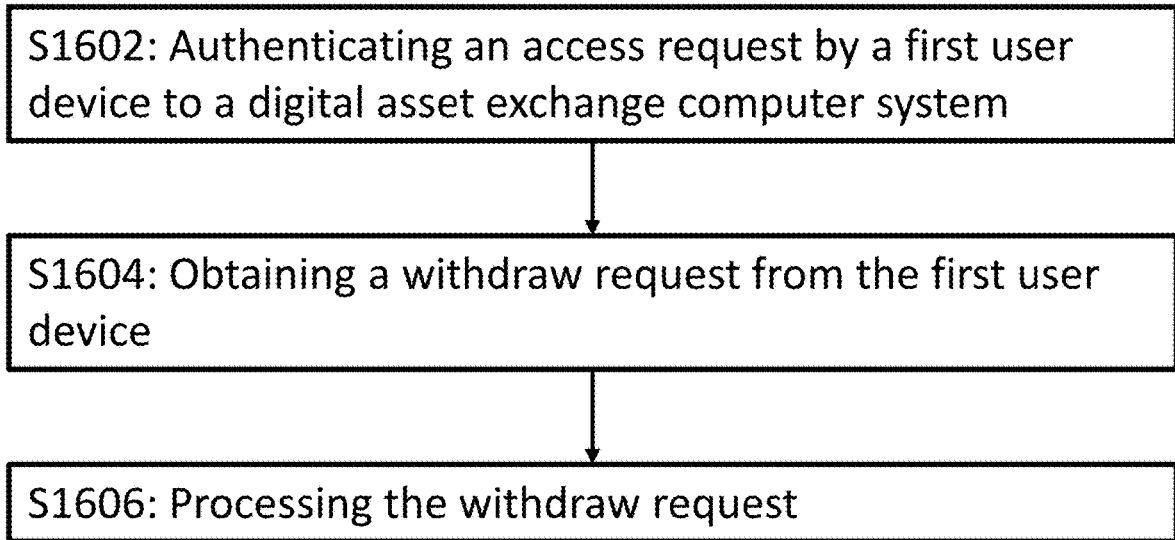 S1602: Authenticating an access request by a first user
device to a digital asset exchange computer system
S1604: Obtaining a withdraw request from the first user
device
S1606: Processing the withdraw request